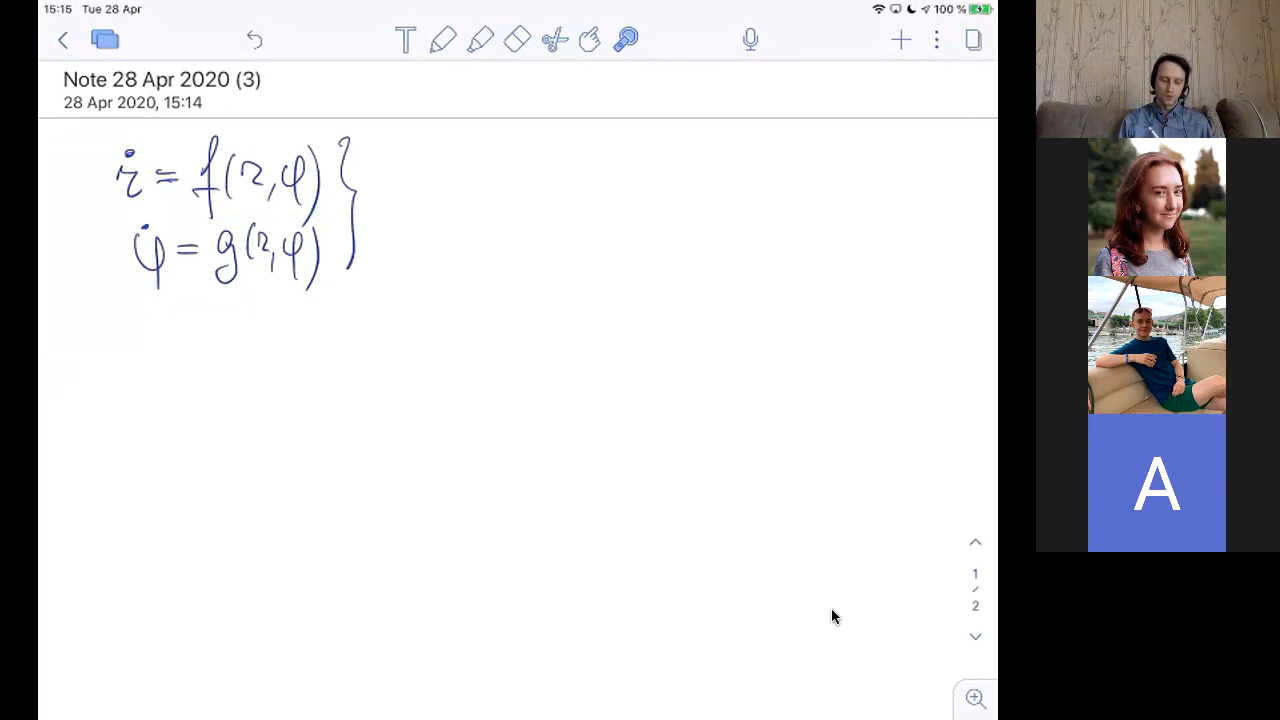 15:15 Tue 28 Apr 100 %
T
Note 28 Apr 2020 (3)
28 Apr 2020, 15:14
ṙ = f(r,φ)
φ̇ = g(r,φ) }
A
1
/
2